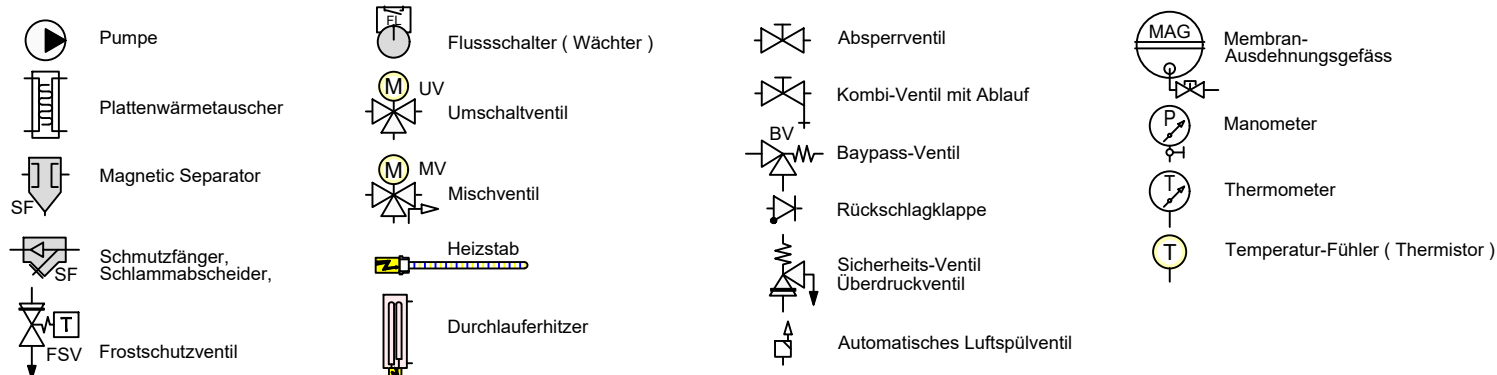 Pumpe
Plattenwärmetauscher
Magnetic Separator
SF
Schmutzfänger,
Schlammabscheider,
SF
T
FSV
Frostschutzventil
FL
Flussschalter ( Wächter )
M
UV
Umschaltventil
M
MV
Mischventil
Heizstab
Durchlauferhitzer
Absperrventil
Kombi-Ventil mit Ablauf
BV
Baypass-Ventil
Rückschlagklappe
Sicherheits-Ventil
Überdruckventil
Automatisches Luftspülventil
MAG
Membran-
Ausdehnungsgefäss
P
Manometer
T
Thermometer
T
Temperatur-Fühler ( Thermistor )